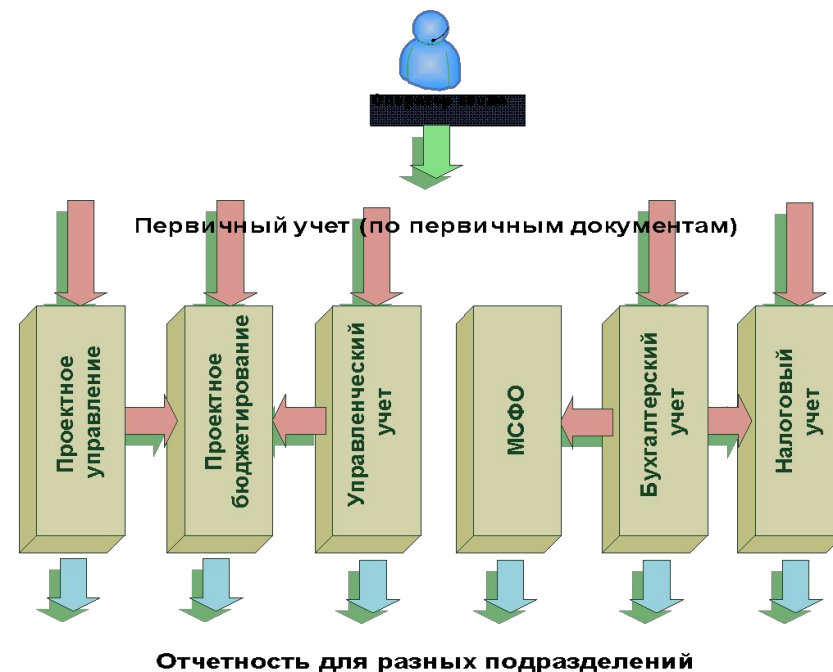 Первичный учет (по первичным документам)
Проектное
управление
Проектное
бюджетирование
Управленческий
учет
МСФО
Бухгалтерский
учет
Налоговый
учет
Отчетность для разных подразделений